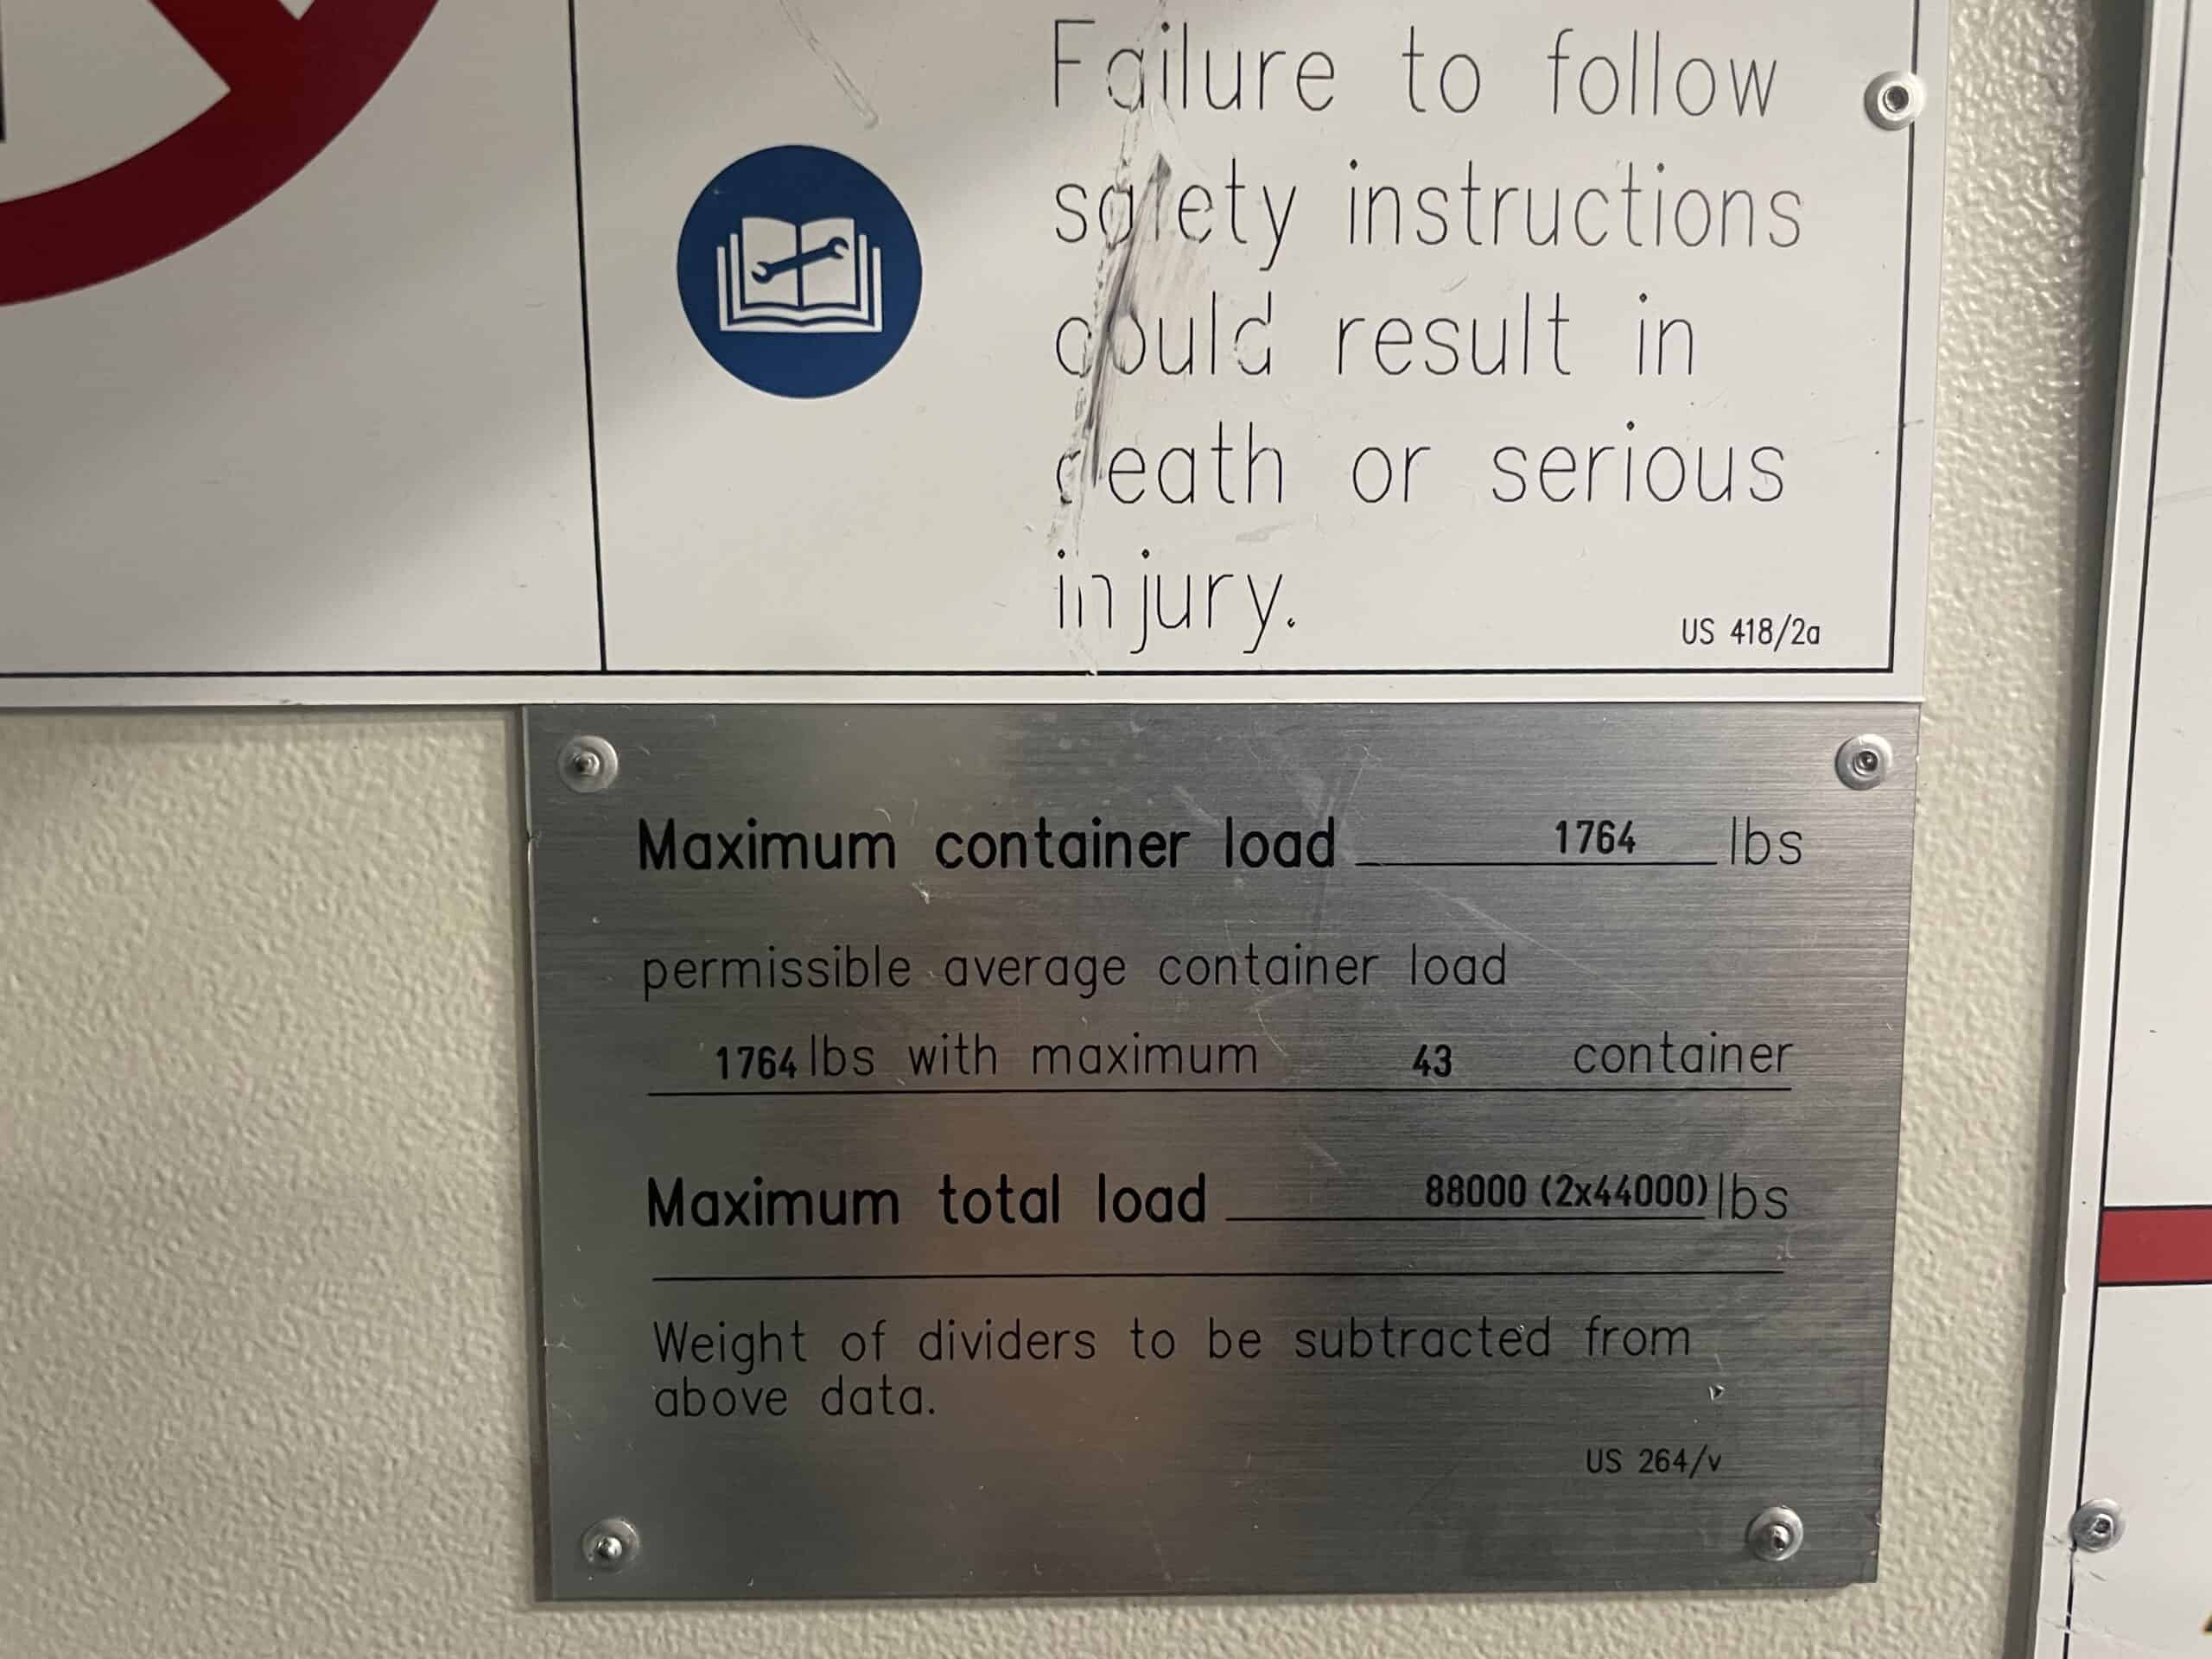 Failure to follow
safety instructions
could result in
death or serious
injury.
US 418/2a
Maximum container load 1764 lbs
permissible average container load
1764 lbs with maximum 43 container
Maximum total load 88000 (2x44000) lbs
Weight of dividers to be subtracted from
above data.
US 264/v